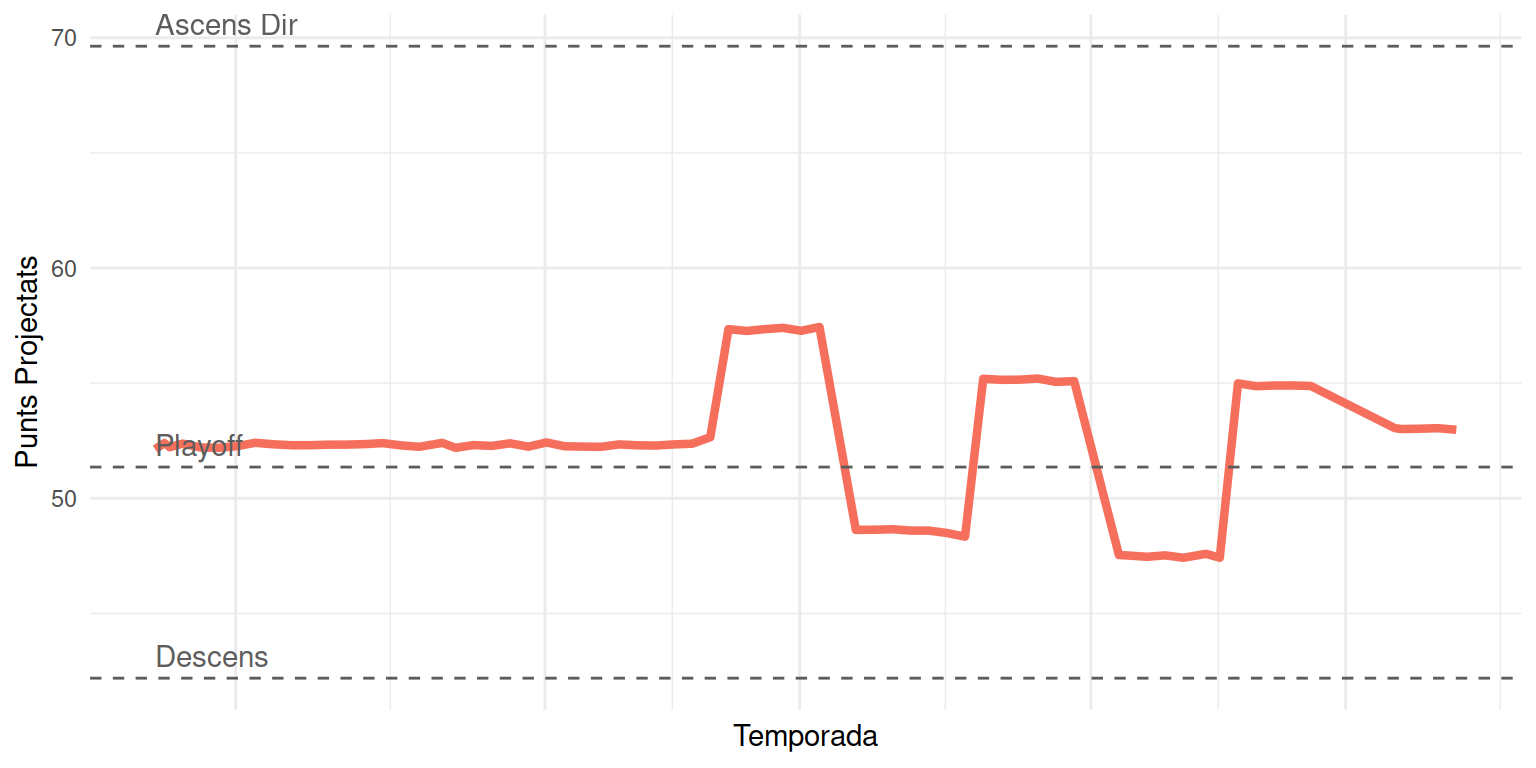 Ascens Dir
70
60
Punts Projectats
Playoff
50
Descens
Temporada